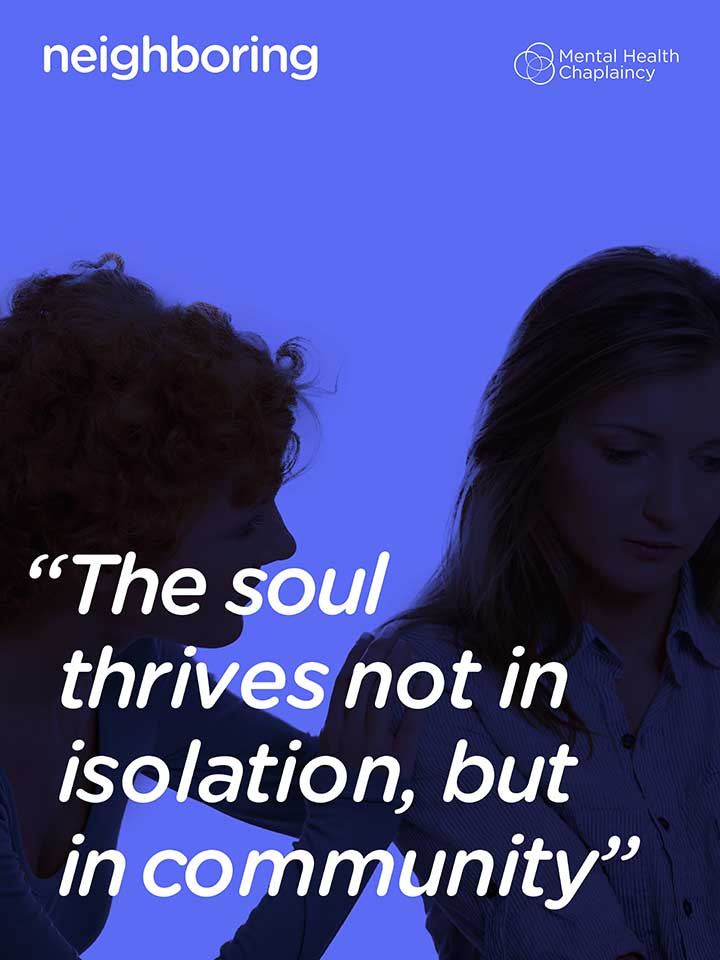 neighboring
Mental Health
Chaplaincy
“The soul
thrives not in
isolation, but
in community”